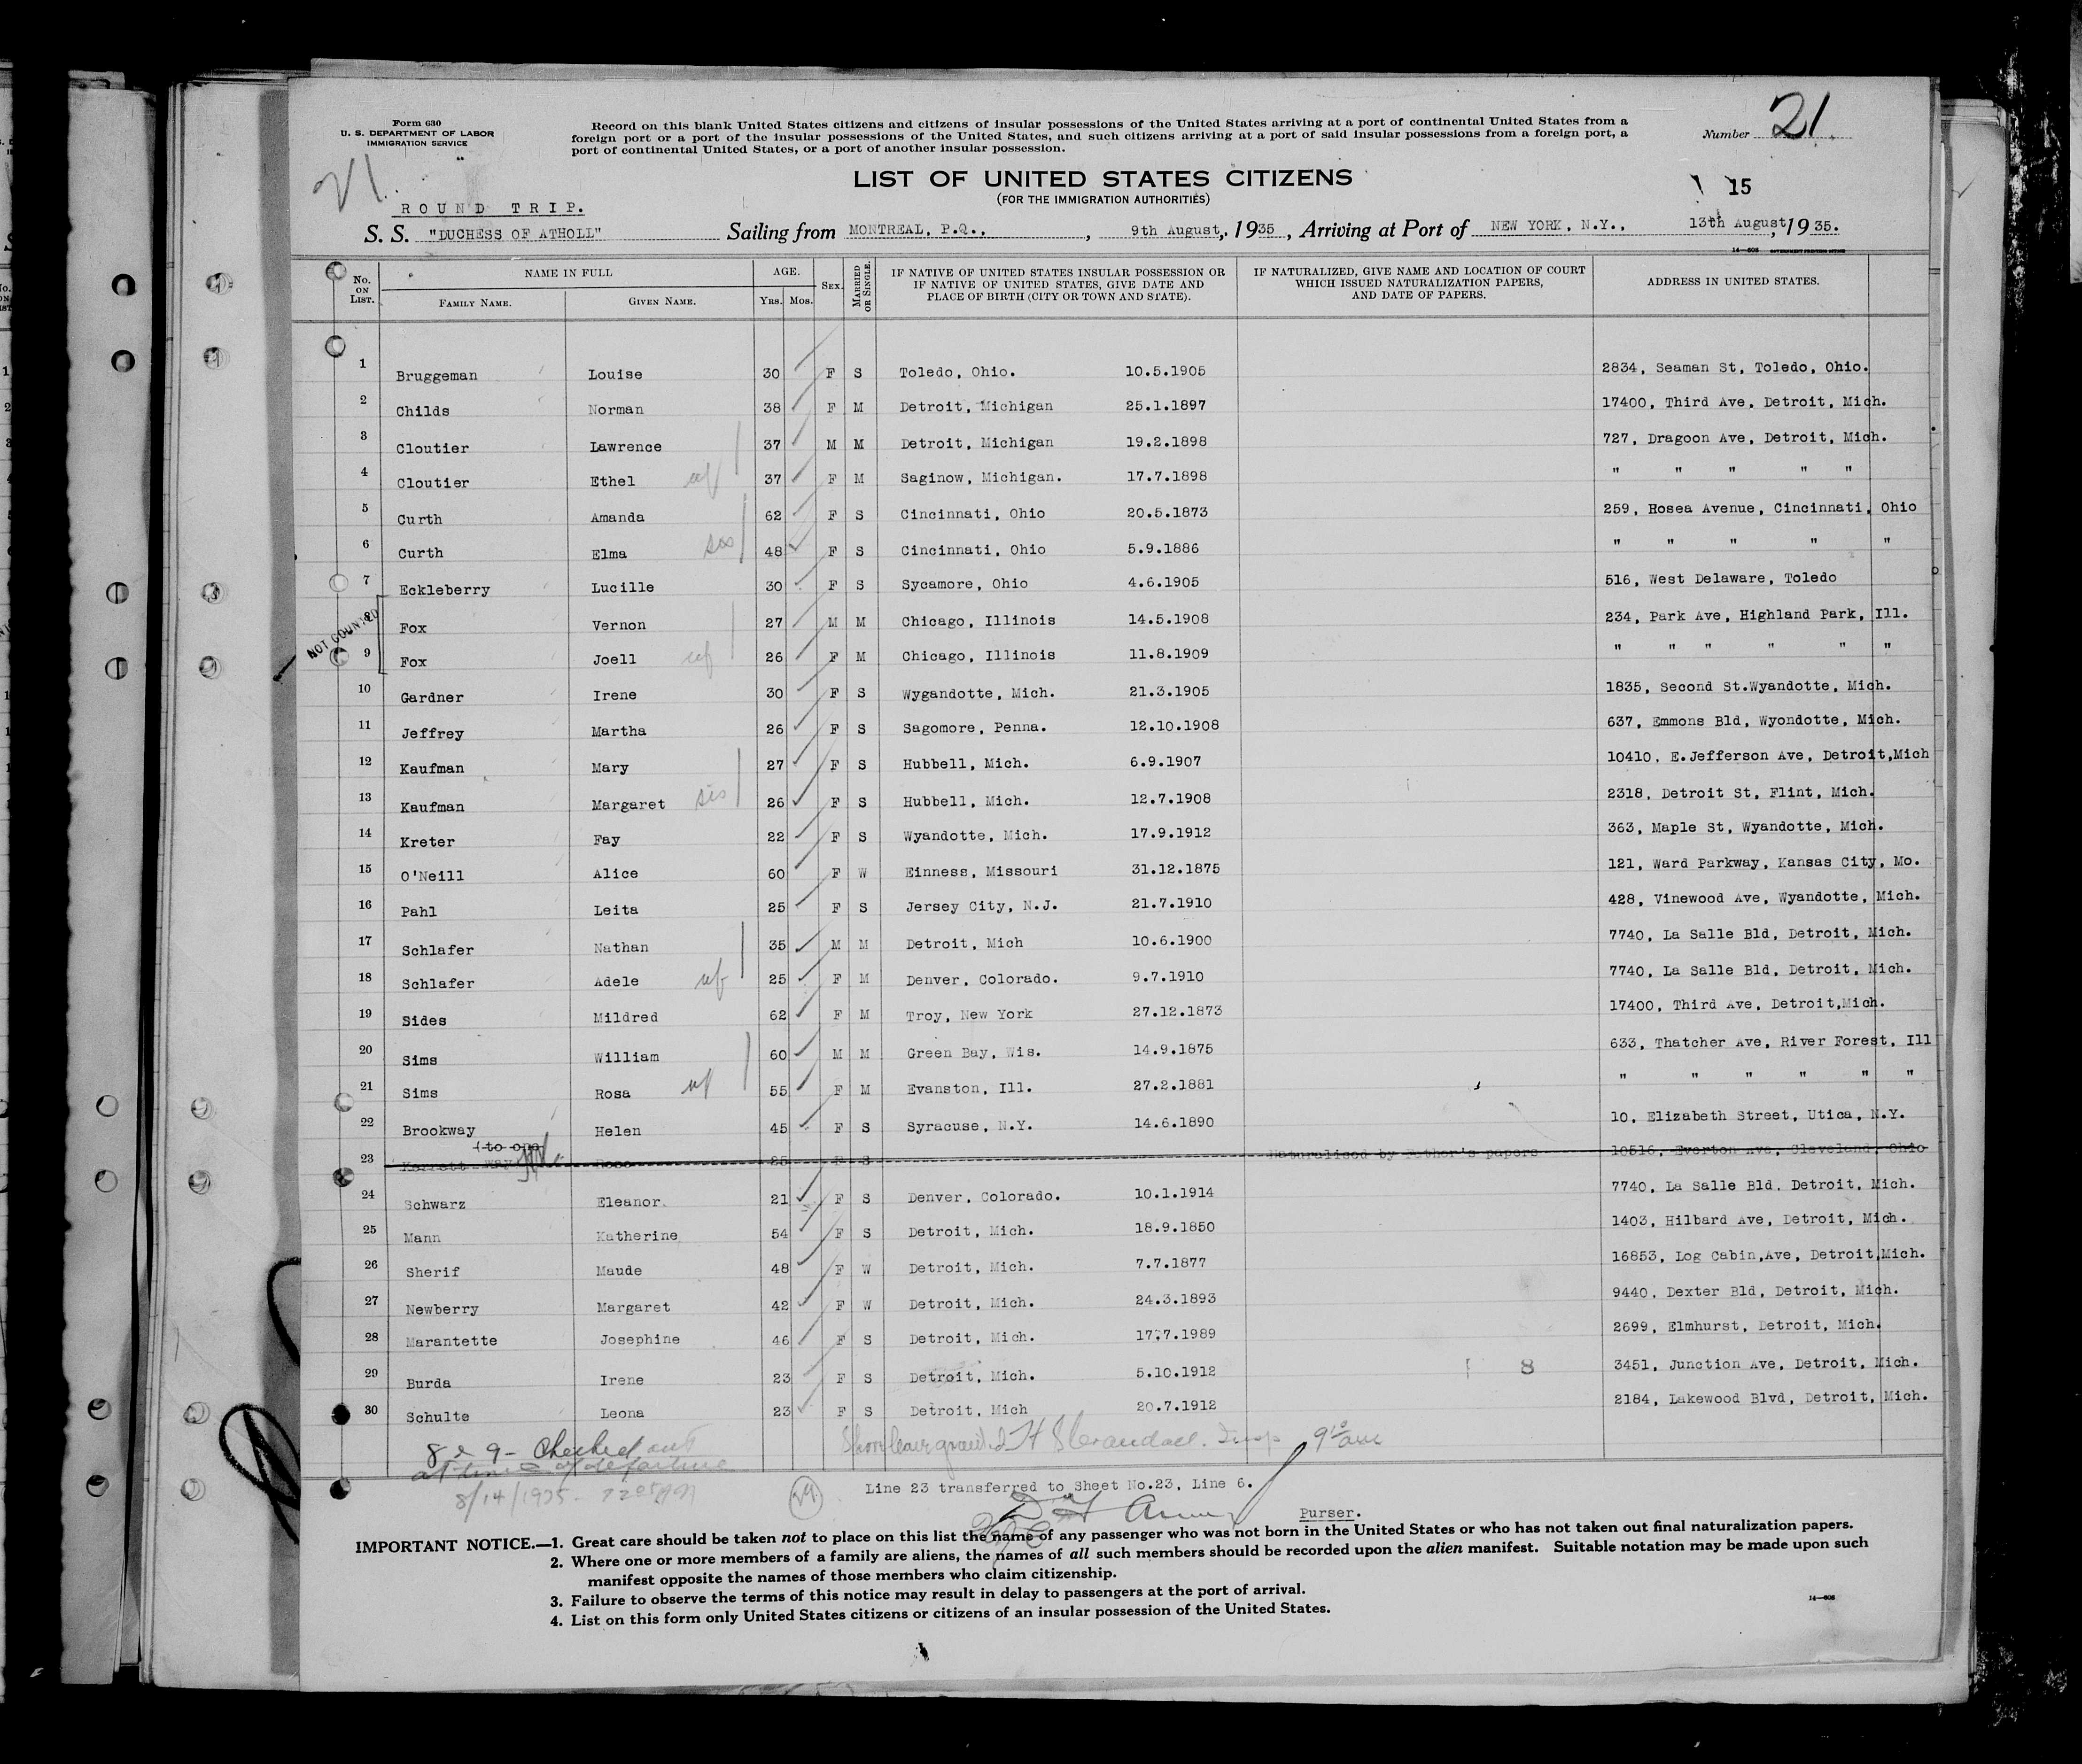 Form 630
U. S. DEPARTMENT OF LABOR
IMMIGRATION SERVICE
Record on this blank United States citizens and citizens of insular possessions of the United States arriving at a port of continental United States from a
foreign port or a port of the insular possessions of the United States, and such citizens arriving at a port of said insular possessions from a foreign port, a
port of continental United States, or a port of another insular possession.
Number 21
21.
LIST OF UNITED STATES CITIZENS
(FOR THE IMMIGRATION AUTHORITIES)
15
ROUND TRIP.
S. S. "DUCHESS OF ATHOLL" Sailing from MONTREAL, P.Q., , 9th August, 1935, Arriving at Port of NEW YORK, N.Y., 13th August, 1935.
No. ON LIST. NAME IN FULL FAMILY NAME. GIVEN NAME. AGE. Yrs. Mos. SEX. MARRIED OR SINGLE. IF NATIVE OF UNITED STATES INSULAR POSSESSION OR IF NATIVE OF UNITED STATES, GIVE DATE AND PLACE OF BIRTH (CITY OR TOWN AND STATE). IF NATURALIZED, GIVE NAME AND LOCATION OF COURT WHICH ISSUED NATURALIZATION PAPERS, AND DATE OF PAPERS. ADDRESS IN UNITED STATES.
1 Bruggeman Louise 30 F S Toledo, Ohio. 10.5.1905 2834, Seaman St, Toledo, Ohio.
2 Childs Norman 38 F M Detroit, Michigan 25.1.1897 17400, Third Ave, Detroit, Mich.
3 Cloutier Lawrence 37 M M Detroit, Michigan 19.2.1898 727, Dragoon Ave, Detroit, Mich.
4 Cloutier Ethel wf 37 F M Saginow, Michigan. 17.7.1898 " " " " "
5 Curth Amanda 62 F S Cincinnati, Ohio 20.5.1873 259, Rosea Avenue, Cincinnati, Ohio
6 Curth Elma sis 48 F S Cincinnati, Ohio 5.9.1886 " " " " "
7 Eckleberry Lucille 30 F S Sycamore, Ohio 4.6.1905 516, West Delaware, Toledo
NOT COUNTED
8 Fox Vernon 27 M M Chicago, Illinois 14.5.1908 234, Park Ave, Highland Park, Ill.
9 Fox Joell wf 26 F M Chicago, Illinois 11.8.1909 " " " " " "
10 Gardner Irene 30 F S Wygandotte, Mich. 21.3.1905 1835, Second St.Wyandotte, Mich.
11 Jeffrey Martha 26 F S Sagomore, Penna. 12.10.1908 637, Emmons Bld, Wyondotte, Mich.
12 Kaufman Mary 27 F S Hubbell, Mich. 6.9.1907 10410, E.Jefferson Ave, Detroit,Mich
13 Kaufman Margaret sis 26 F S Hubbell, Mich. 12.7.1908 2318, Detroit St, Flint, Mich.
14 Kreter Fay 22 F S Wyandotte, Mich. 17.9.1912 363, Maple St, Wyandotte, Mich.
15 O'Neill Alice 60 F W Einness, Missouri 31.12.1875 121, Ward Parkway, Kansas City, Mo.
16 Pahl Leita 25 F S Jersey City, N.J. 21.7.1910 428, Vinewood Ave, Wyandotte, Mich.
17 Schlafer Nathan 35 M M Detroit, Mich 10.6.1900 7740, La Salle Bld, Detroit, Mich.
18 Schlafer Adele wf 25 F M Denver, Colorado. 9.7.1910 7740, La Salle Bld, Detroit, Mich.
19 Sides Mildred 62 F M Troy, New York 27.12.1873 17400, Third Ave, Detroit,Mich.
20 Sims William 60 M M Green Bay, Wis. 14.9.1875 633, Thatcher Ave, River Forest, Ill
21 Sims Rosa wf 55 F M Evanston, Ill. 27.2.1881 " " " " " "
22 Brookway Helen 45 F S Syracuse, N.Y. 14.6.1890 10, Elizabeth Street, Utica, N.Y.
23 F S Naturalised by Father's papers 10516, Everton Ave, Cleveland, Ohio
24 Schwarz Eleanor. 21 F S Denver, Colorado. 10.1.1914 7740, La Salle Bld. Detroit, Mich.
25 Mann Katherine 54 F S Detroit, Mich. 18.9.1850 1403, Hilbard Ave, Detroit, Mich.
26 Sherif Maude 48 F W Detroit, Mich. 7.7.1877 16853, Log Cabin,Ave, Detroit,Mich.
27 Newberry Margaret 42 F W Detroit, Mich. 24.3.1893 9440, Dexter Bld, Detroit, Mich.
28 Marantette Josephine 46 F S Detroit, Mich. 17.7.1989 2699, Elmhurst, Detroit, Mich.
29 Burda Irene 23 F S Detroit, Mich. 5.10.1912 8 3451, Junction Ave, Detroit, Mich.
30 Schulte Leona 23 F S Detroit, Mich 20.7.1912 2184, Lakewood Blvd, Detroit, Mich.
8 & 9 - Checked out
at time of departure
8/14/1935
29
Line 23 transferred to Sheet No.23, Line 6.
Purser.
IMPORTANT NOTICE.—1. Great care should be taken not to place on this list the name of any passenger who was not born in the United States or who has not taken out final naturalization papers.
2. Where one or more members of a family are aliens, the names of all such members should be recorded upon the alien manifest. Suitable notation may be made upon such
manifest opposite the names of those members who claim citizenship.
3. Failure to observe the terms of this notice may result in delay to passengers at the port of arrival.
4. List on this form only United States citizens or citizens of an insular possession of the United States.